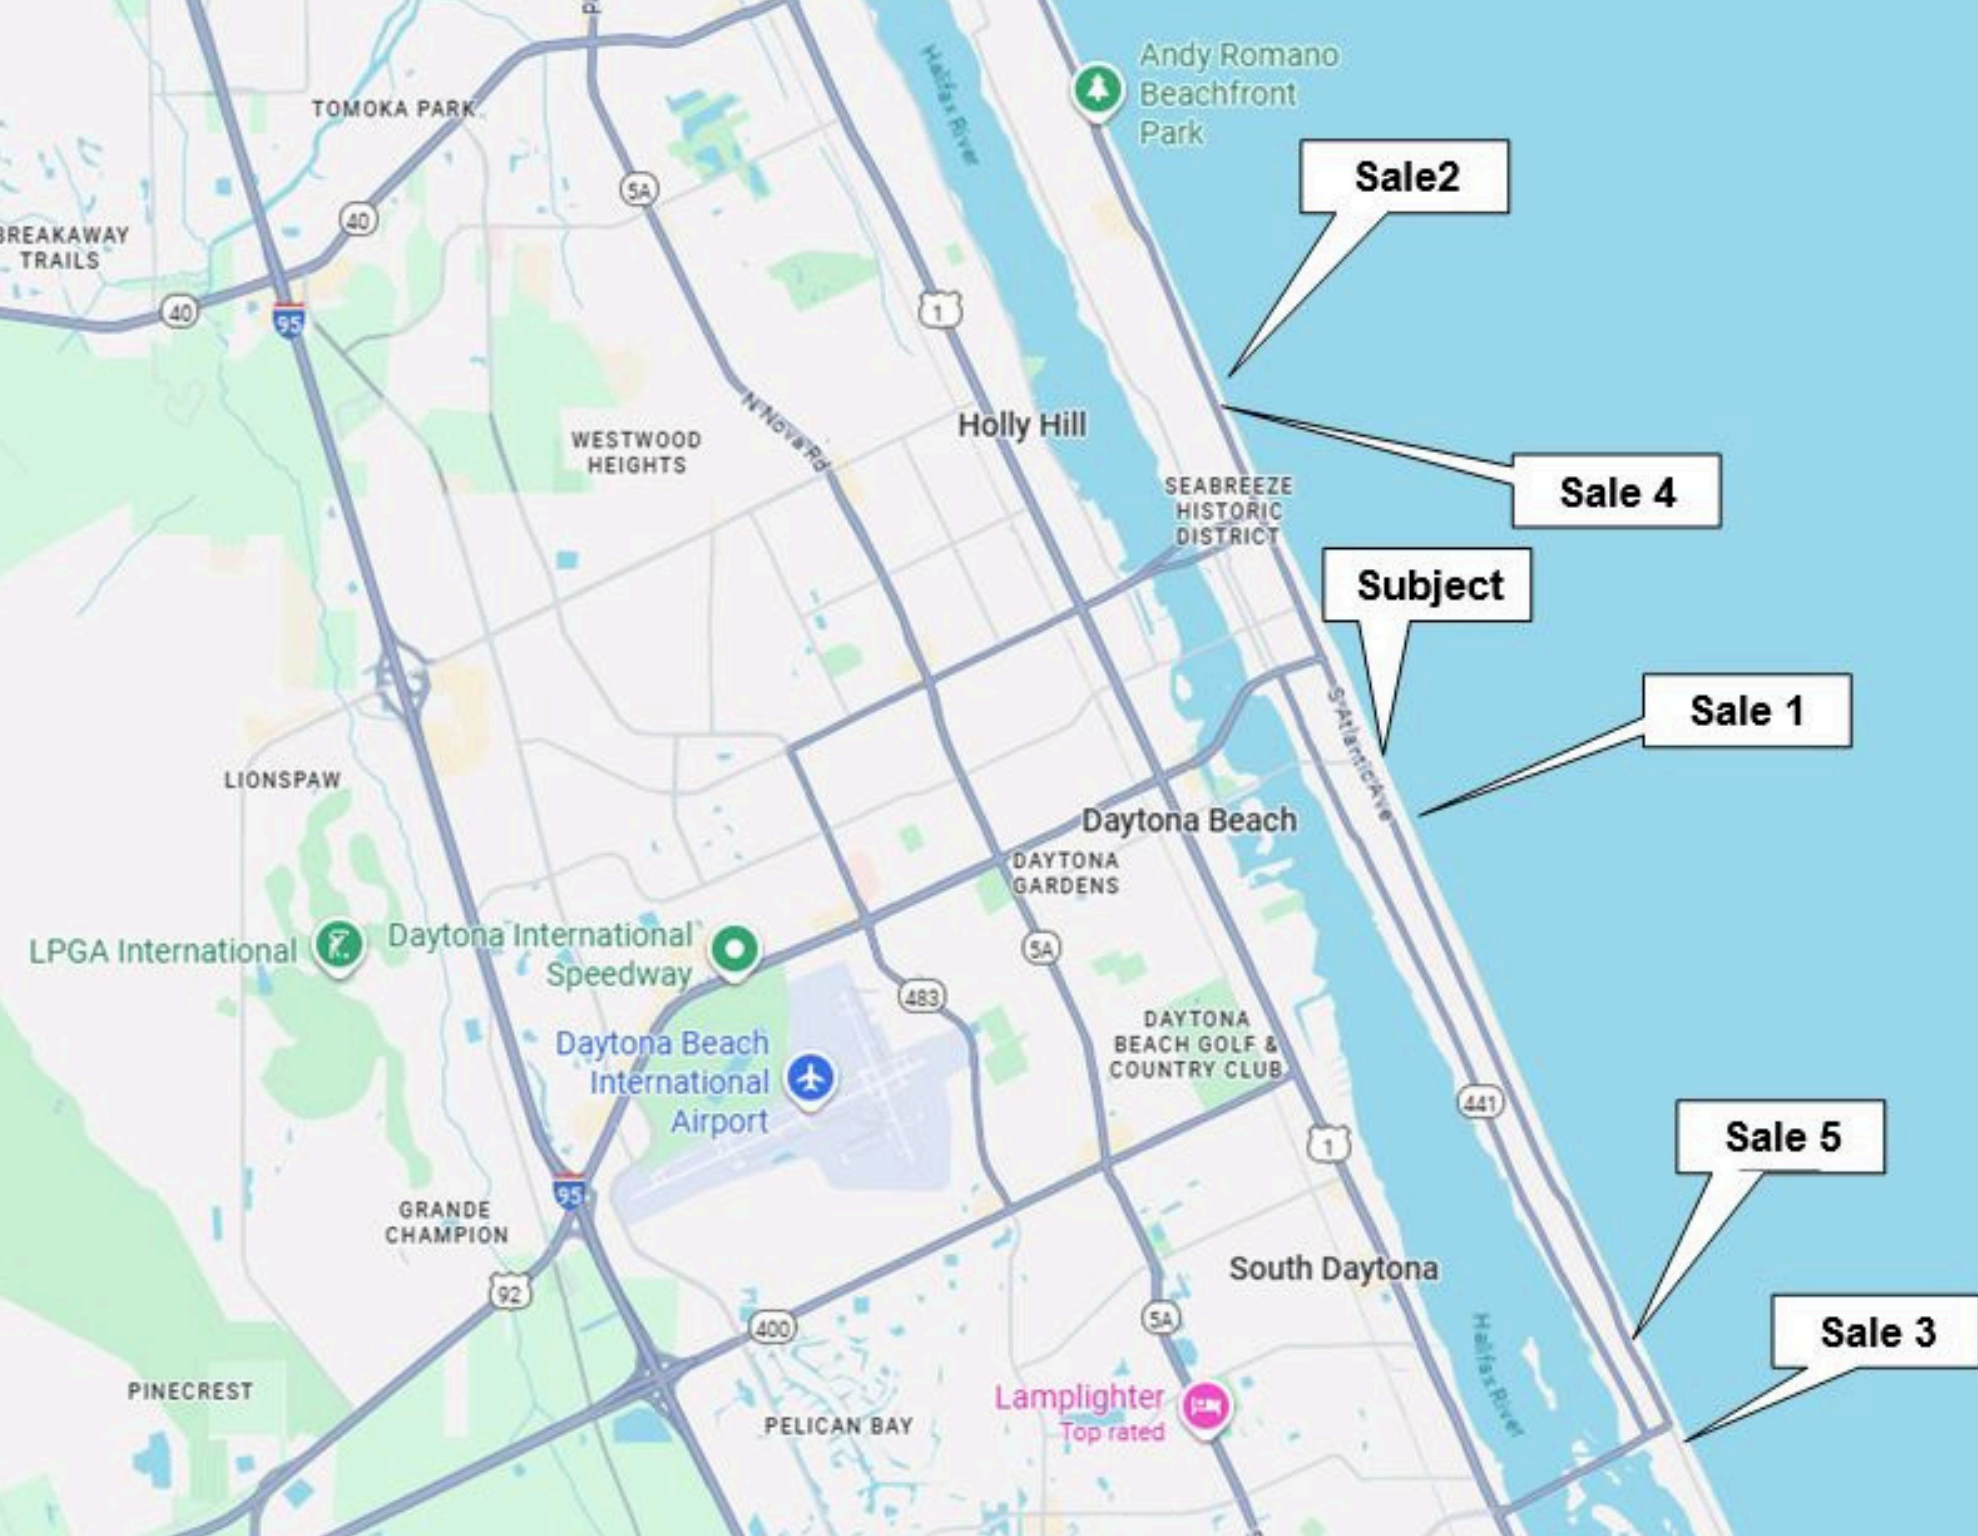 Andy Romano
Beachfront
Park
Halifax River
TOMOKA PARK
Sale2
5A
40
BREAKAWAY
TRAILS
40
95
1
N Nova Rd
Holly Hill
WESTWOOD
HEIGHTS
SEABREEZE
HISTORIC
DISTRICT
Sale 4
Subject
Sale 1
S Atlantic Ave
LIONSPAW
Daytona Beach
DAYTONA
GARDENS
LPGA International
Daytona International
Speedway
5A
483
Daytona Beach
International
Airport
DAYTONA
BEACH GOLF &
COUNTRY CLUB
441
1
Sale 5
95
GRANDE
CHAMPION
92
South Daytona
400
5A
Sale 3
Halifax River
PINECREST
Lamplighter
Top rated
PELICAN BAY